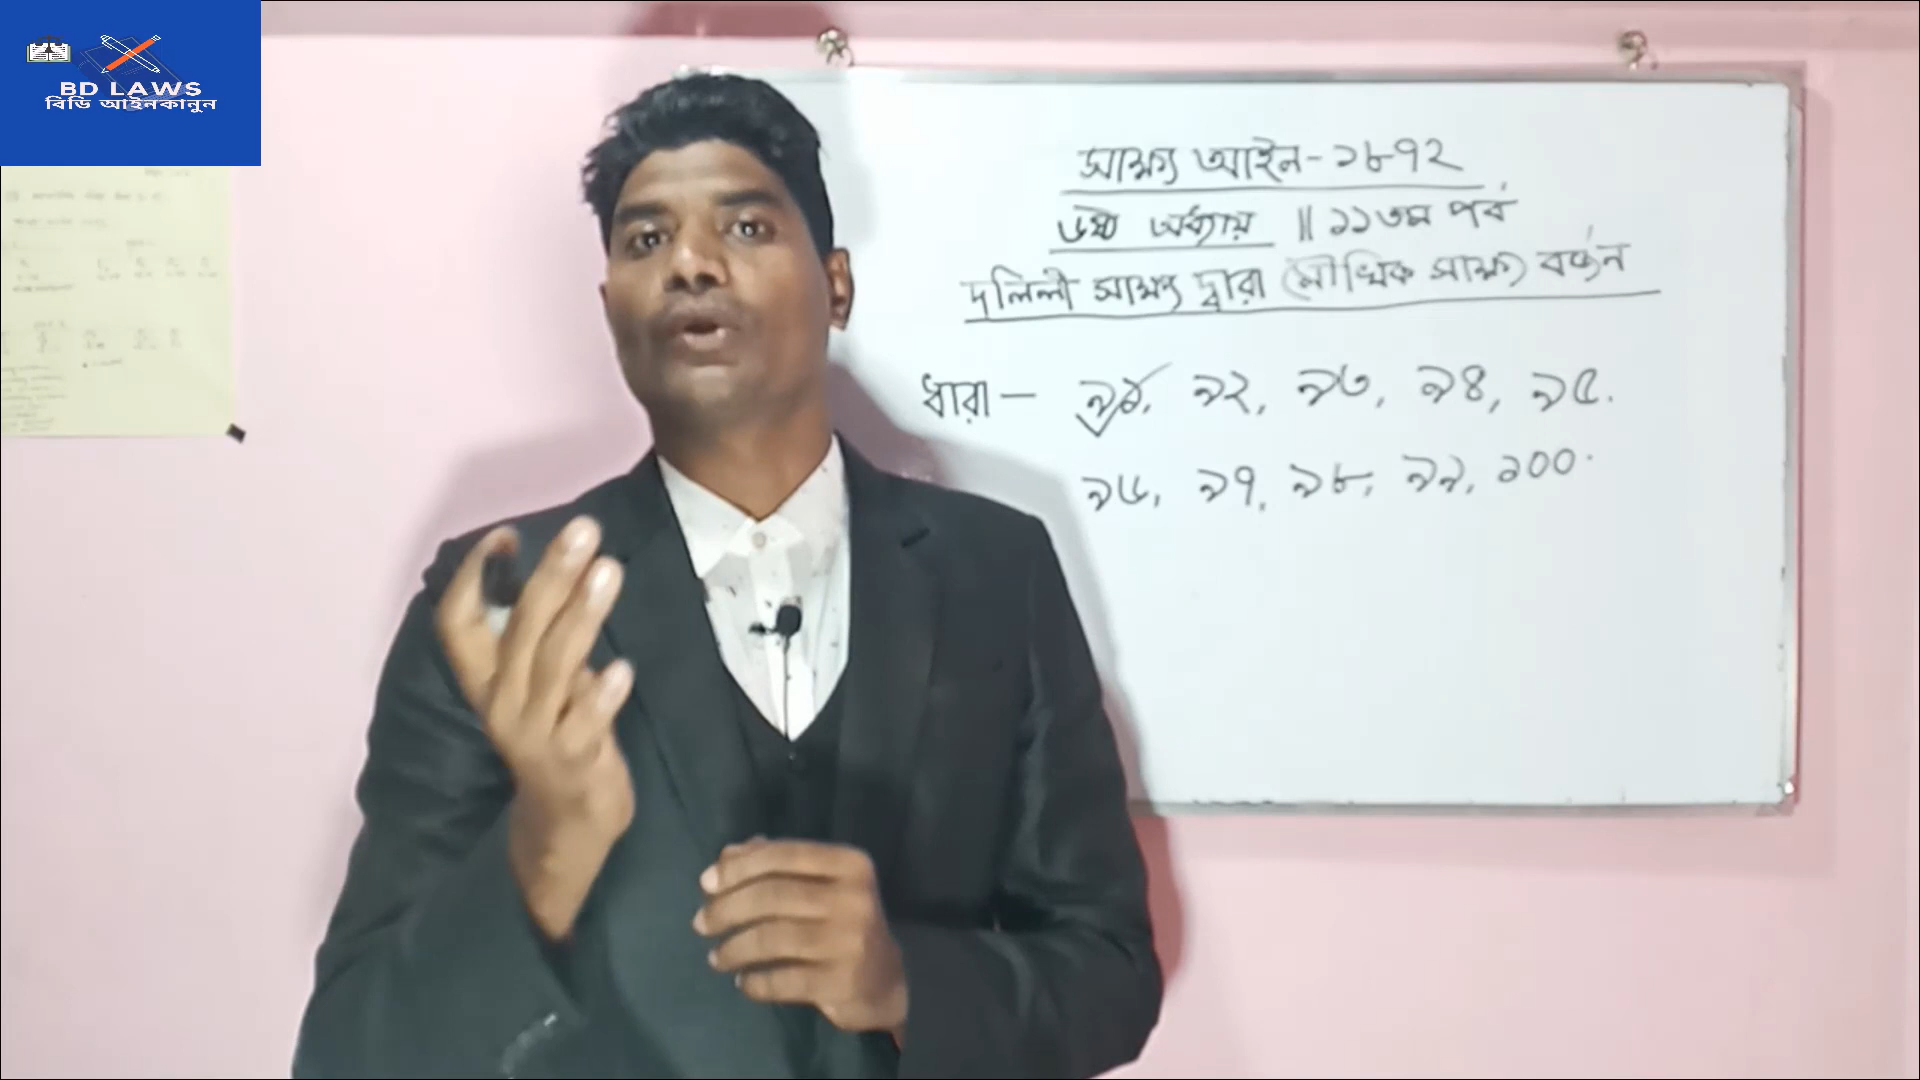 BD LAWS
বিডি আইনকানুন
সাক্ষ্য আইন-১৮৭২
৬ষ্ঠ অধ্যায় || ১১তম পর্ব
দলিলী সাক্ষ্য দ্বারা মৌখিক সাক্ষ্য বর্জন
ধারা— ৯১, ৯২, ৯৩, ৯৪, ৯৫.
৯৬, ৯৭, ৯৮, ৯৯, ১০০.